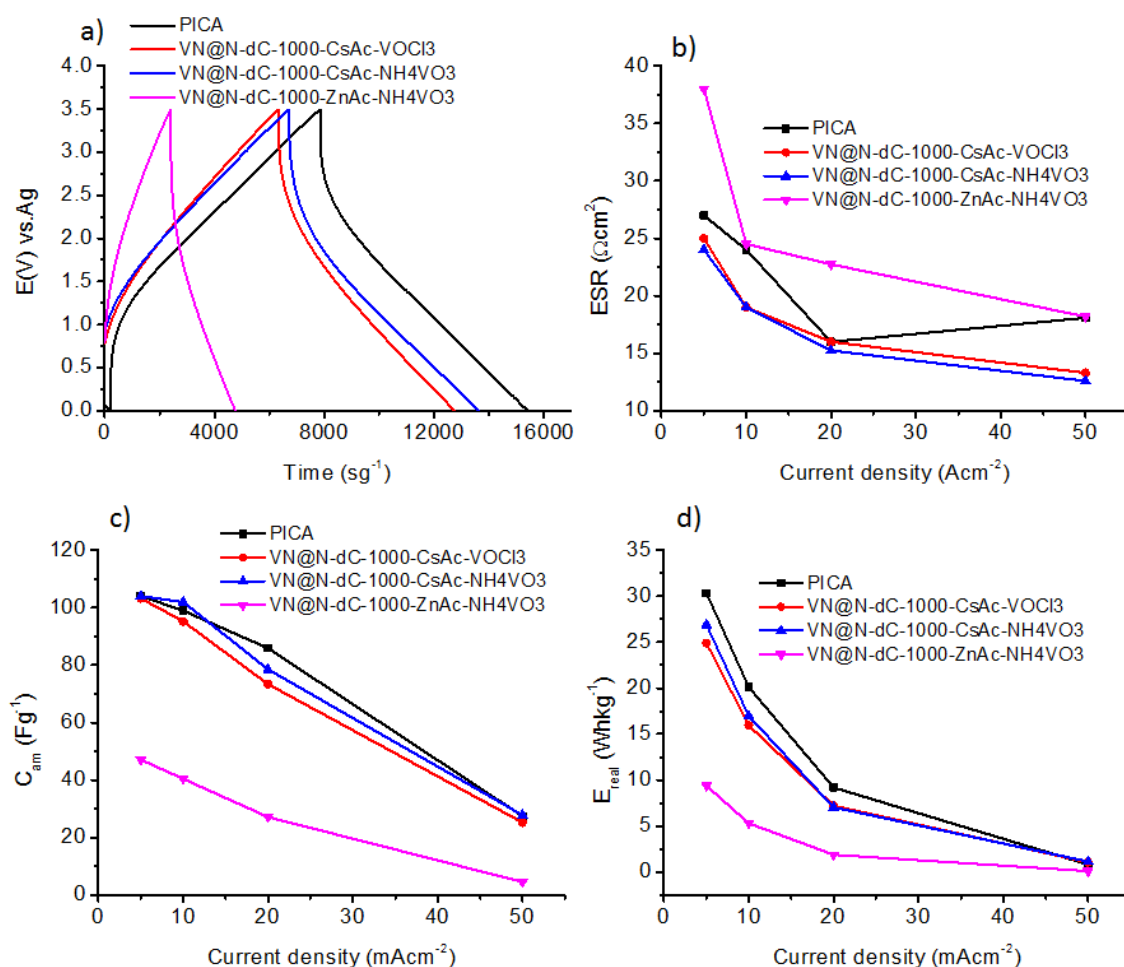 a)
PICA
VN@N-dC-1000-CsAc-VOCl3
VN@N-dC-1000-CsAc-NH4VO3
VN@N-dC-1000-ZnAc-NH4VO3
4.0
3.5
3.0
2.5
2.0
1.5
1.0
0.5
0.0
E(V) vs.Ag
0 4000 8000 12000 16000
Time (sg⁻¹)
b)
PICA
VN@N-dC-1000-CsAc-VOCl3
VN@N-dC-1000-CsAc-NH4VO3
VN@N-dC-1000-ZnAc-NH4VO3
40
35
30
25
20
15
10
ESR (Ωcm²)
0 10 20 30 40 50
Current density (Acm⁻²)
c)
PICA
VN@N-dC-1000-CsAc-VOCl3
VN@N-dC-1000-CsAc-NH4VO3
VN@N-dC-1000-ZnAc-NH4VO3
120
100
80
60
40
20
0
C_am (Fg⁻¹)
0 10 20 30 40 50
Current density (mAcm⁻²)
d)
PICA
VN@N-dC-1000-CsAc-VOCl3
VN@N-dC-1000-CsAc-NH4VO3
VN@N-dC-1000-ZnAc-NH4VO3
35
30
25
20
15
10
5
0
E_real (Whkg⁻¹)
0 10 20 30 40 50
Current density (mAcm⁻²)